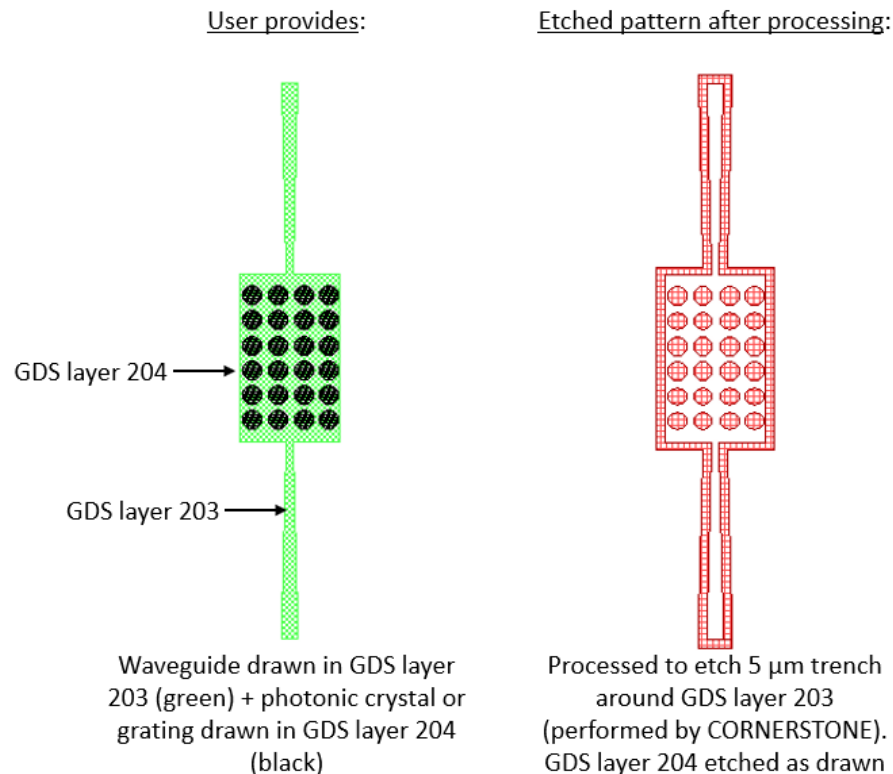 User provides:
Etched pattern after processing:
GDS layer 204
GDS layer 203
Waveguide drawn in GDS layer
203 (green) + photonic crystal or
grating drawn in GDS layer 204
(black)
Processed to etch 5 µm trench
around GDS layer 203
(performed by CORNERSTONE).
GDS layer 204 etched as drawn